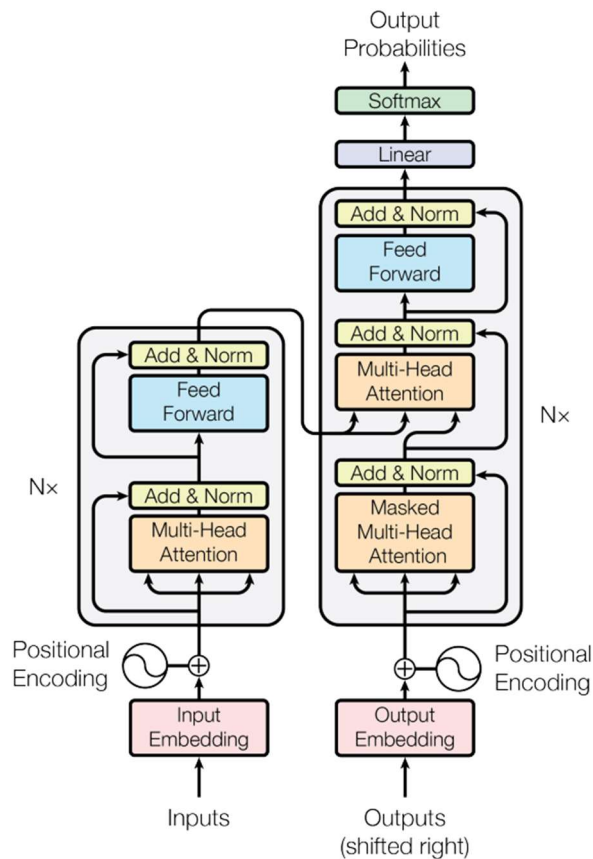 Output
Probabilities
Softmax
Linear
Add & Norm
Feed
Forward
Add & Norm
Multi-Head
Attention
Add & Norm
Masked
Multi-Head
Attention
N×
Add & Norm
Feed
Forward
Add & Norm
Multi-Head
Attention
N×
Positional
Encoding
Positional
Encoding
Input
Embedding
Output
Embedding
Inputs
Outputs
(shifted right)